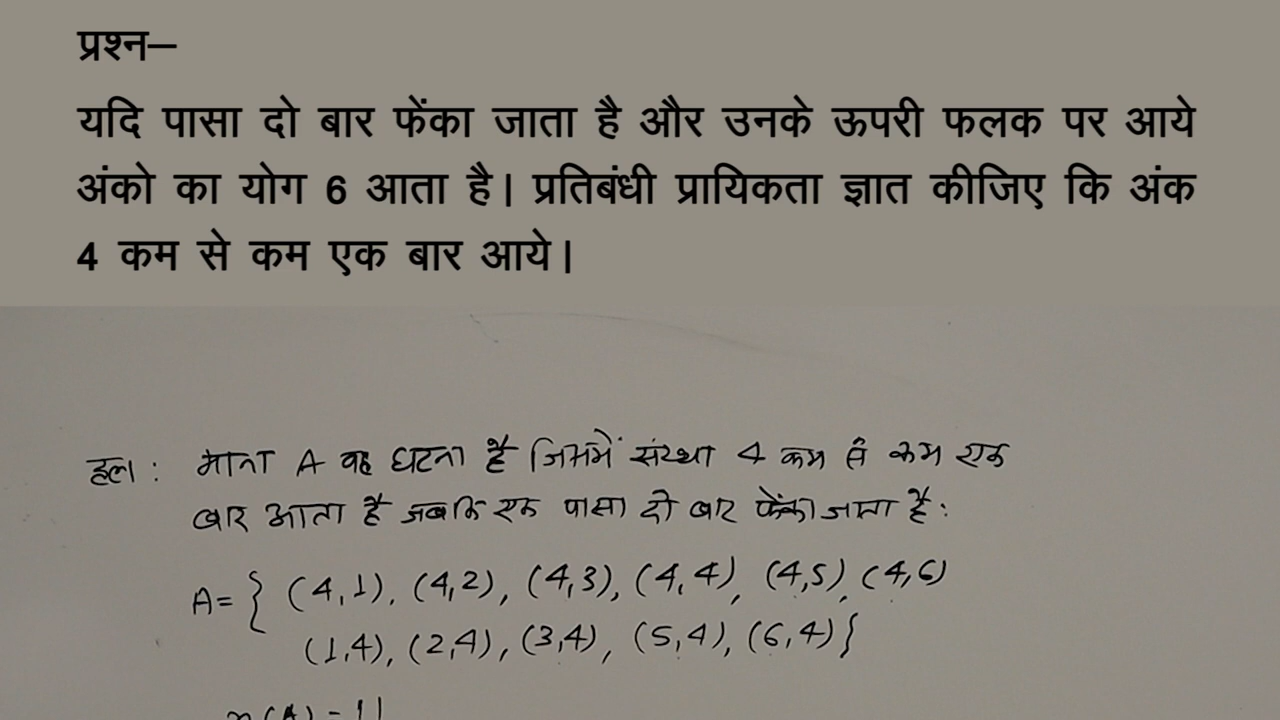 प्रश्न–
यदि पासा दो बार फेंका जाता है और उनके ऊपरी फलक पर आये
अंको का योग 6 आता है। प्रतिबंधी प्रायिकता ज्ञात कीजिए कि अंक
4 कम से कम एक बार आये।
हल : माना A वह घटना है जिसमें संख्या 4 कम से कम एक
बार आता है जबकि एक पासा दो बार फेंका जाता है :
A= { (4,1), (4,2), (4,3), (4,4), (4,5), (4,6)
(1,4), (2,4), (3,4), (5,4), (6,4) }
n(A) = 11